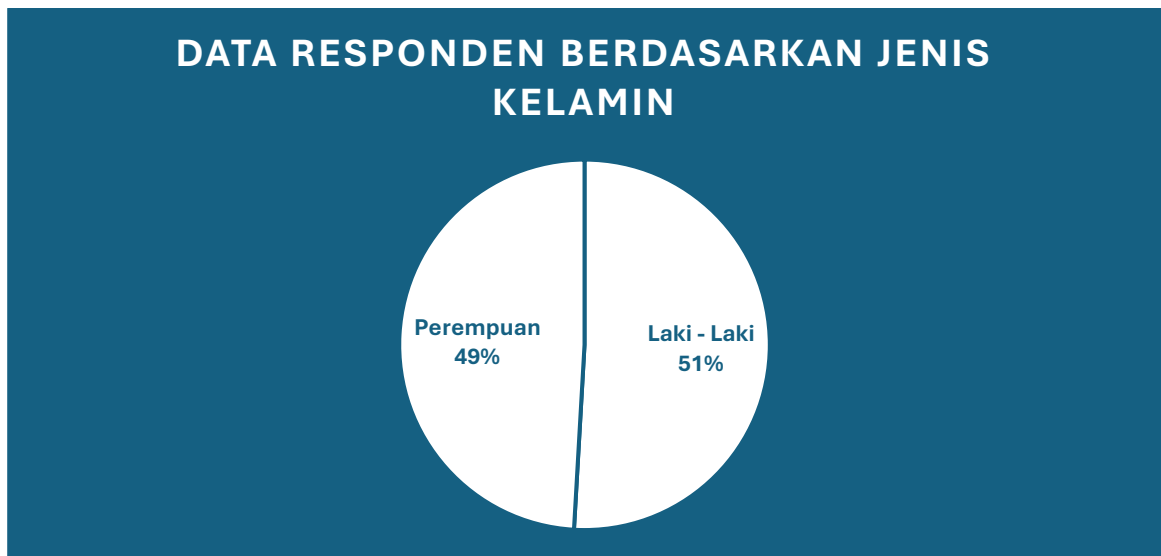 DATA RESPONDEN BERDASARKAN JENIS
KELAMIN
Perempuan
49%
Laki - Laki
51%